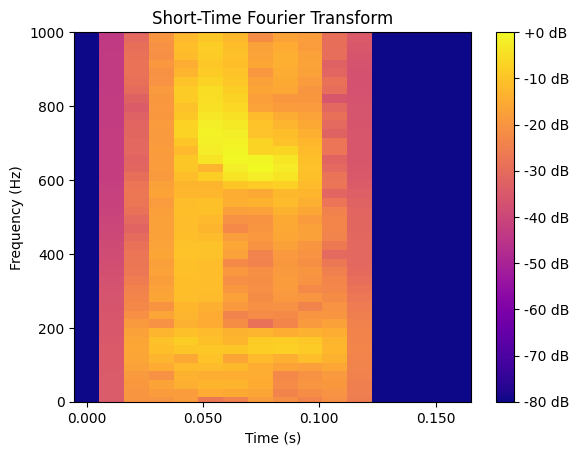 Short-Time Fourier Transform
1000
800
600
400
200
0
Frequency (Hz)
0.000
0.050
0.100
0.150
Time (s)
+0 dB
-10 dB
-20 dB
-30 dB
-40 dB
-50 dB
-60 dB
-70 dB
-80 dB